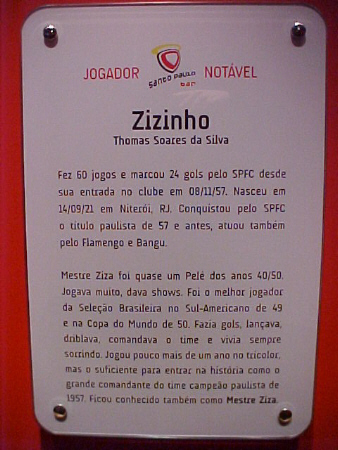 JOGADOR
santo paulo
bar
NOTÁVEL
Zizinho
Thomas Soares da Silva
Fez 60 jogos e marcou 24 gols pelo SPFC desde
sua entrada no clube em 08/11/57. Nasceu em
14/09/21 em Niterói, RJ. Conquistou pelo SPFC
o título paulista de 57 e antes, atuou também
pelo Flamengo e Bangu.
Mestre Ziza foi quase um Pelé dos anos 40/50.
Jogava muito, dava shows. Foi o melhor jogador
da Seleção Brasileira no Sul-Americano de 49
e na Copa do Mundo de 50. Fazia gols, lançava,
driblava, comandava o time e vivia sempre
sorrindo. Jogou pouco mais de um ano no tricolor,
mas o suficiente para entrar na história como o
grande comandante do time campeão paulista de
1957. Ficou conhecido também como Mestre Ziza.